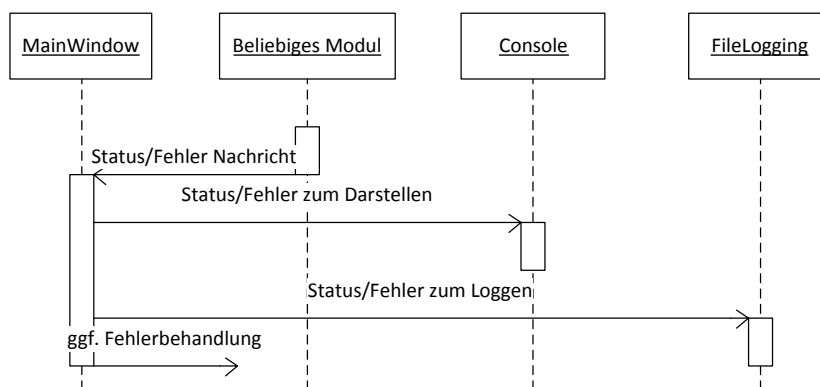 MainWindow
Beliebiges Modul
Console
FileLogging
Status/Fehler Nachricht
Status/Fehler zum Darstellen
Status/Fehler zum Loggen
ggf. Fehlerbehandlung